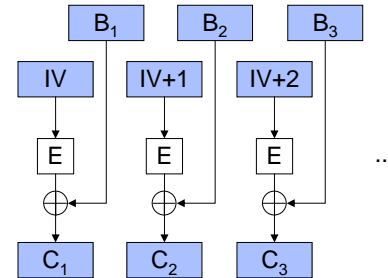 B₁ B₂ B₃
IV IV+1 IV+2
E E E
..
C₁ C₂ C₃